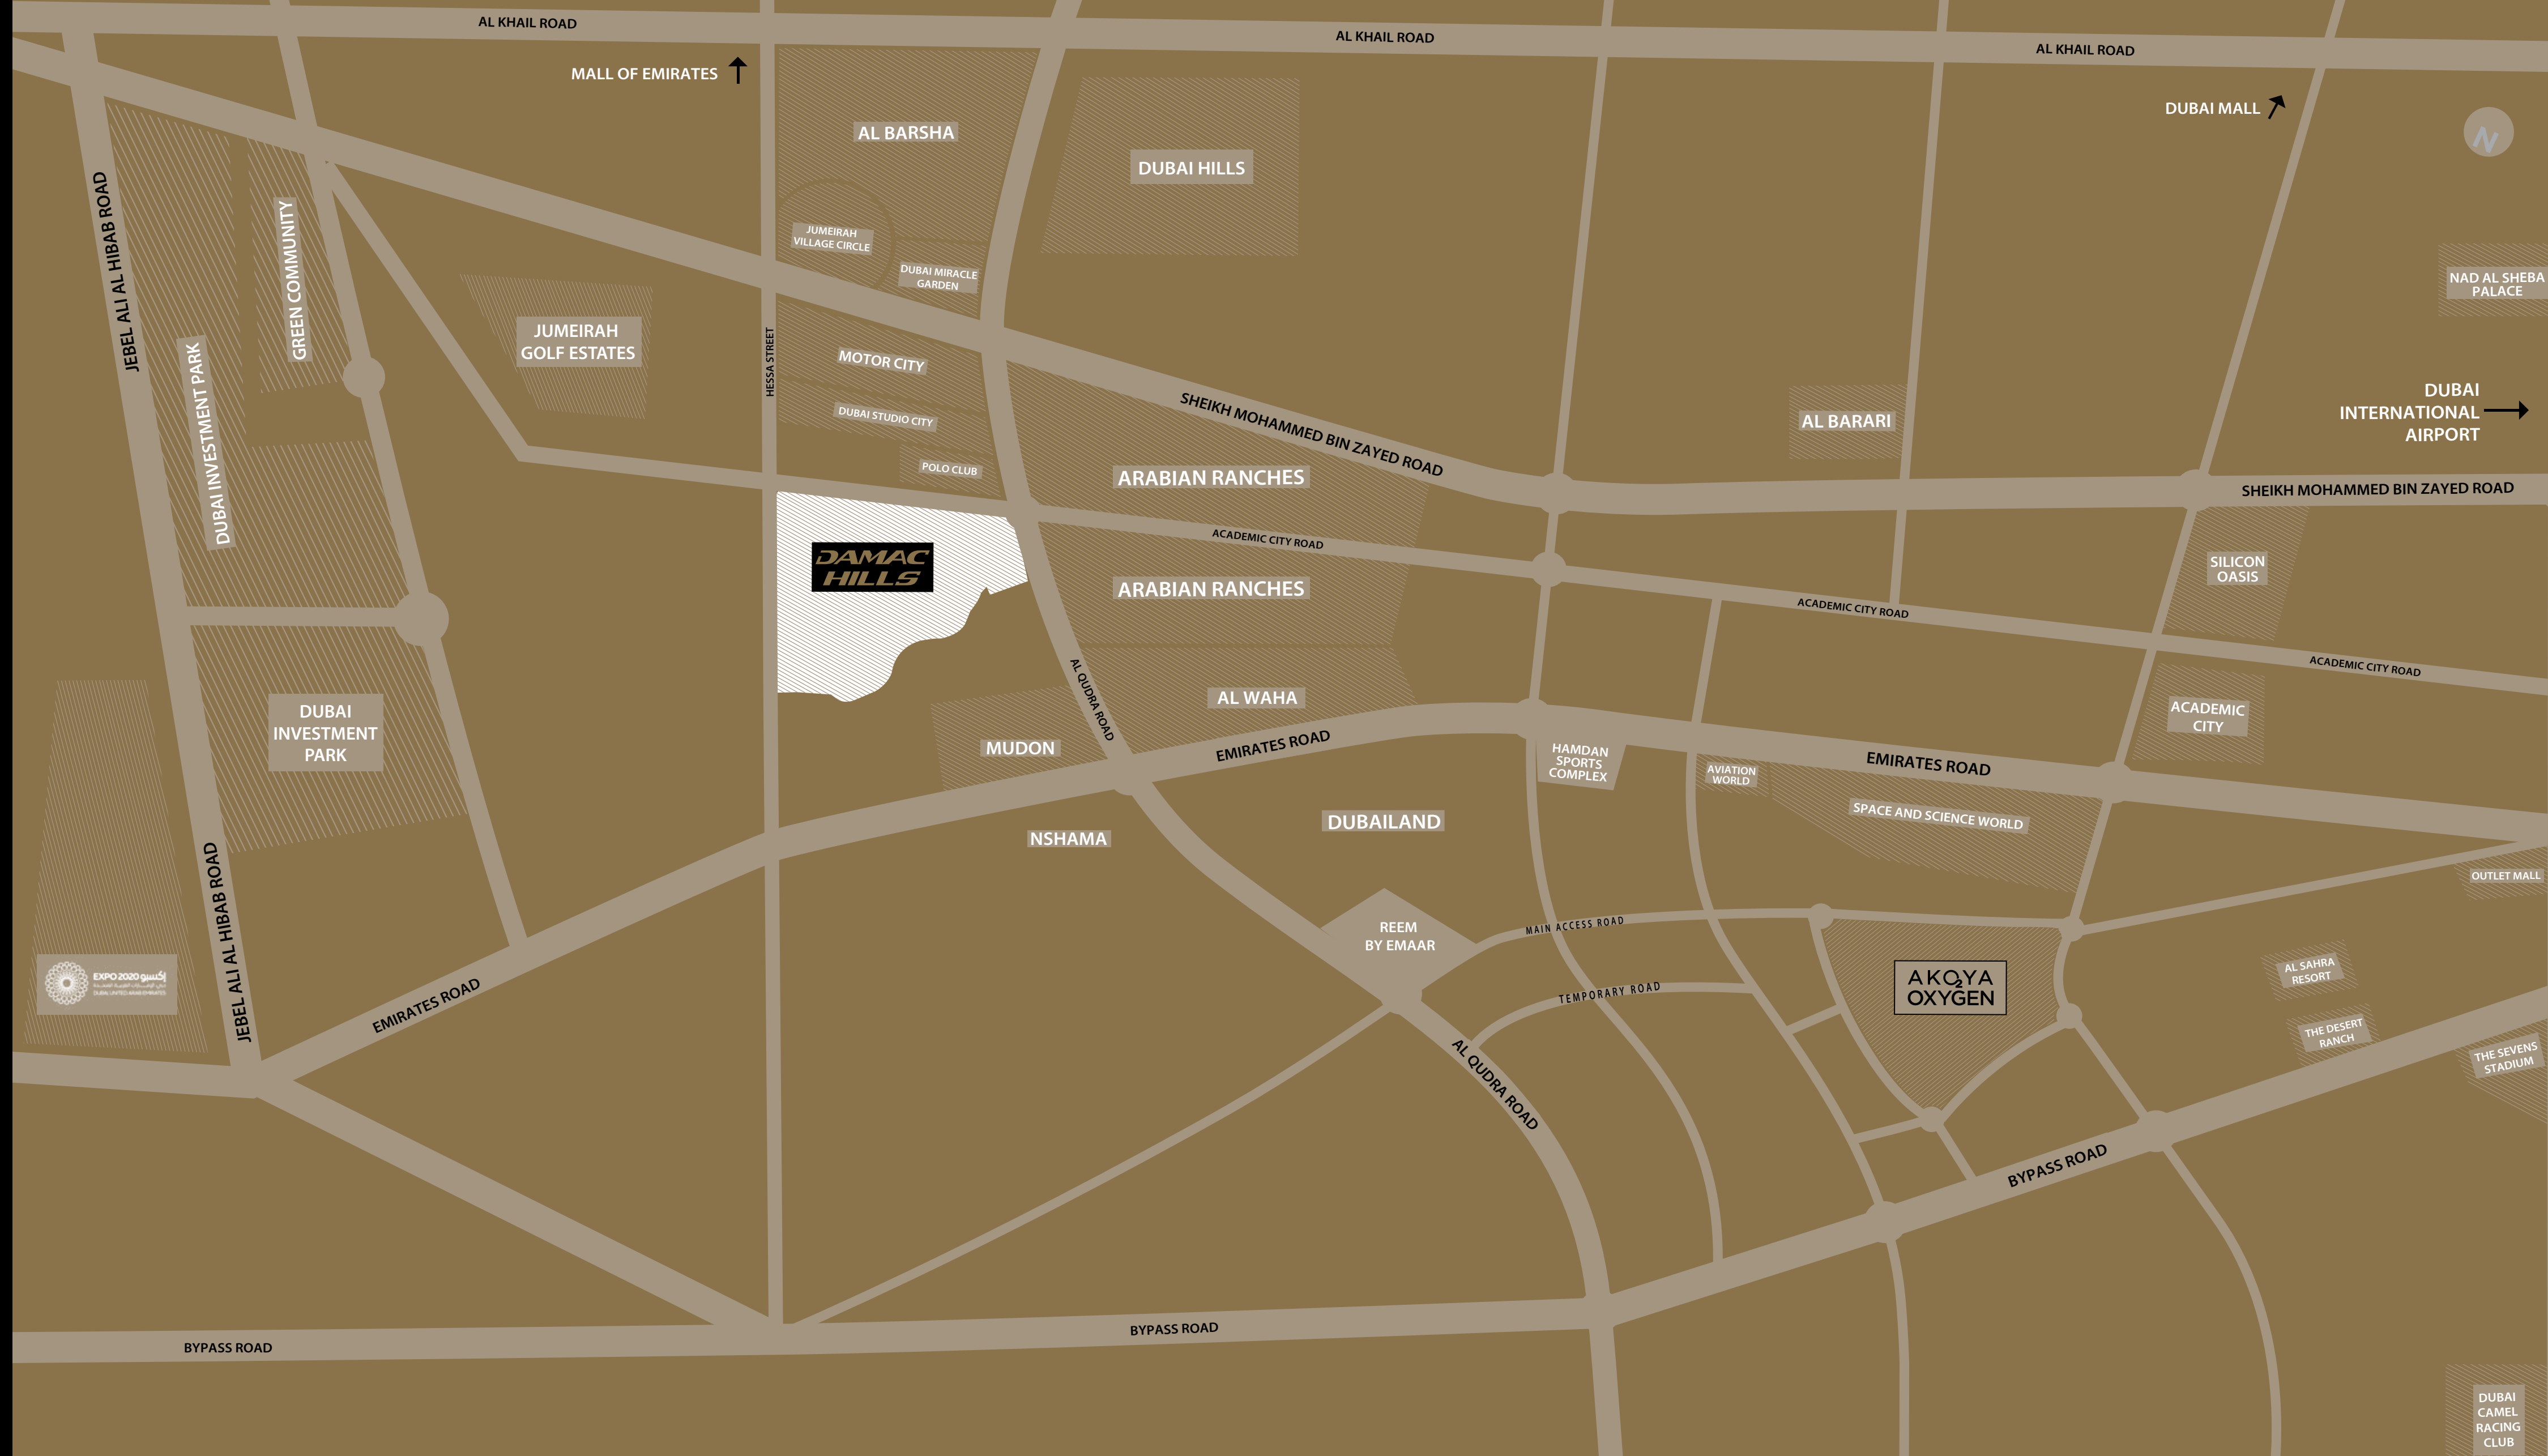 AL KHAIL ROAD
AL KHAIL ROAD
AL KHAIL ROAD
MALL OF EMIRATES
DUBAI MALL
N
AL BARSHA
DUBAI HILLS
JEBEL ALI AL HIBAB ROAD
GREEN COMMUNITY
JUMEIRAH
VILLAGE CIRCLE
DUBAI MIRACLE
GARDEN
NAD AL SHEBA
PALACE
JUMEIRAH
GOLF ESTATES
HESSA STREET
MOTOR CITY
DUBAI STUDIO CITY
POLO CLUB
DUBAI INVESTMENT PARK
SHEIKH MOHAMMED BIN ZAYED ROAD
AL BARARI
DUBAI
INTERNATIONAL
AIRPORT
SHEIKH MOHAMMED BIN ZAYED ROAD
ARABIAN RANCHES
ACADEMIC CITY ROAD
DAMAC
HILLS
ARABIAN RANCHES
SILICON
OASIS
ACADEMIC CITY ROAD
ACADEMIC CITY ROAD
AL QUDRA ROAD
AL WAHA
ACADEMIC
CITY
DUBAI
INVESTMENT
PARK
MUDON
EMIRATES ROAD
HAMDAN
SPORTS
COMPLEX
AVIATION
WORLD
EMIRATES ROAD
SPACE AND SCIENCE WORLD
NSHAMA
DUBAILAND
OUTLET MALL
JEBEL ALI AL HIBAB ROAD
REEM
BY EMAAR
MAIN ACCESS ROAD
TEMPORARY ROAD
AKO2YA
OXYGEN
AL SAHRA
RESORT
THE DESERT
RANCH
THE SEVENS
STADIUM
EXPO 2020 إكسبو
DUBAI, UNITED ARAB EMIRATES
EMIRATES ROAD
AL QUDRA ROAD
BYPASS ROAD
BYPASS ROAD
BYPASS ROAD
DUBAI
CAMEL
RACING
CLUB